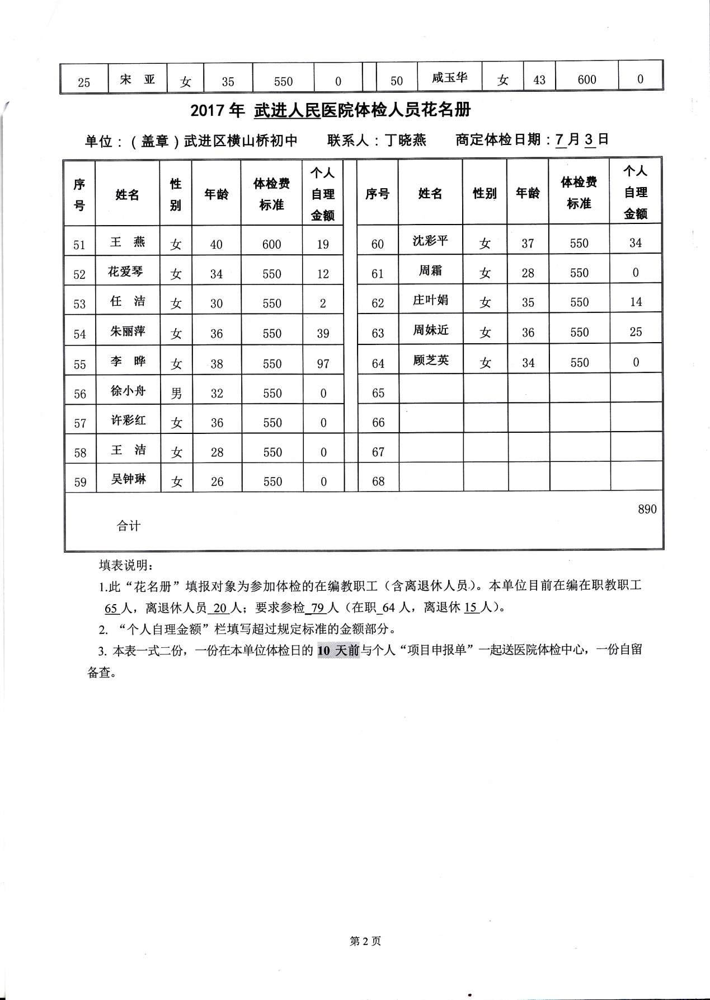 25 宋 亚 女 35 550 0 50 咸玉华 女 43 600 0
2017 年 武进人民医院体检人员花名册
单位：（盖章）武进区横山桥初中 联系人：丁晓燕 商定体检日期：7 月 3 日
序号 姓名 性别 年龄 体检费标准 个人自理金额 序号 姓名 性别 年龄 体检费标准 个人自理金额
51 王 燕 女 40 600 19 60 沈彩平 女 37 550 34
52 花爱琴 女 34 550 12 61 周霜 女 28 550 0
53 任 洁 女 30 550 2 62 庄叶娟 女 35 550 14
54 朱丽萍 女 36 550 39 63 周妹近 女 36 550 25
55 李 晔 女 38 550 97 64 顾芝英 女 34 550 0
56 徐小舟 男 32 550 0 65
57 许彩红 女 36 550 0 66
58 王 洁 女 28 550 0 67
59 吴钟琳 女 26 550 0 68
890
合计
填表说明：
1.此“花名册”填报对象为参加体检的在编教职工（含离退休人员.）。本单位目前在编在职教职工
65 人，离退休人员 20 人；要求参检 79 人（在职 64 人，离退休 15 人）。
2. “个人自理金额”栏填写超过规定标准的金额部分。
3. 本表一式二份，一份在本单位体检日的 10 天前与个人“项目申报单”一起送医院体检中心，一份自留
备查。
第 2 页